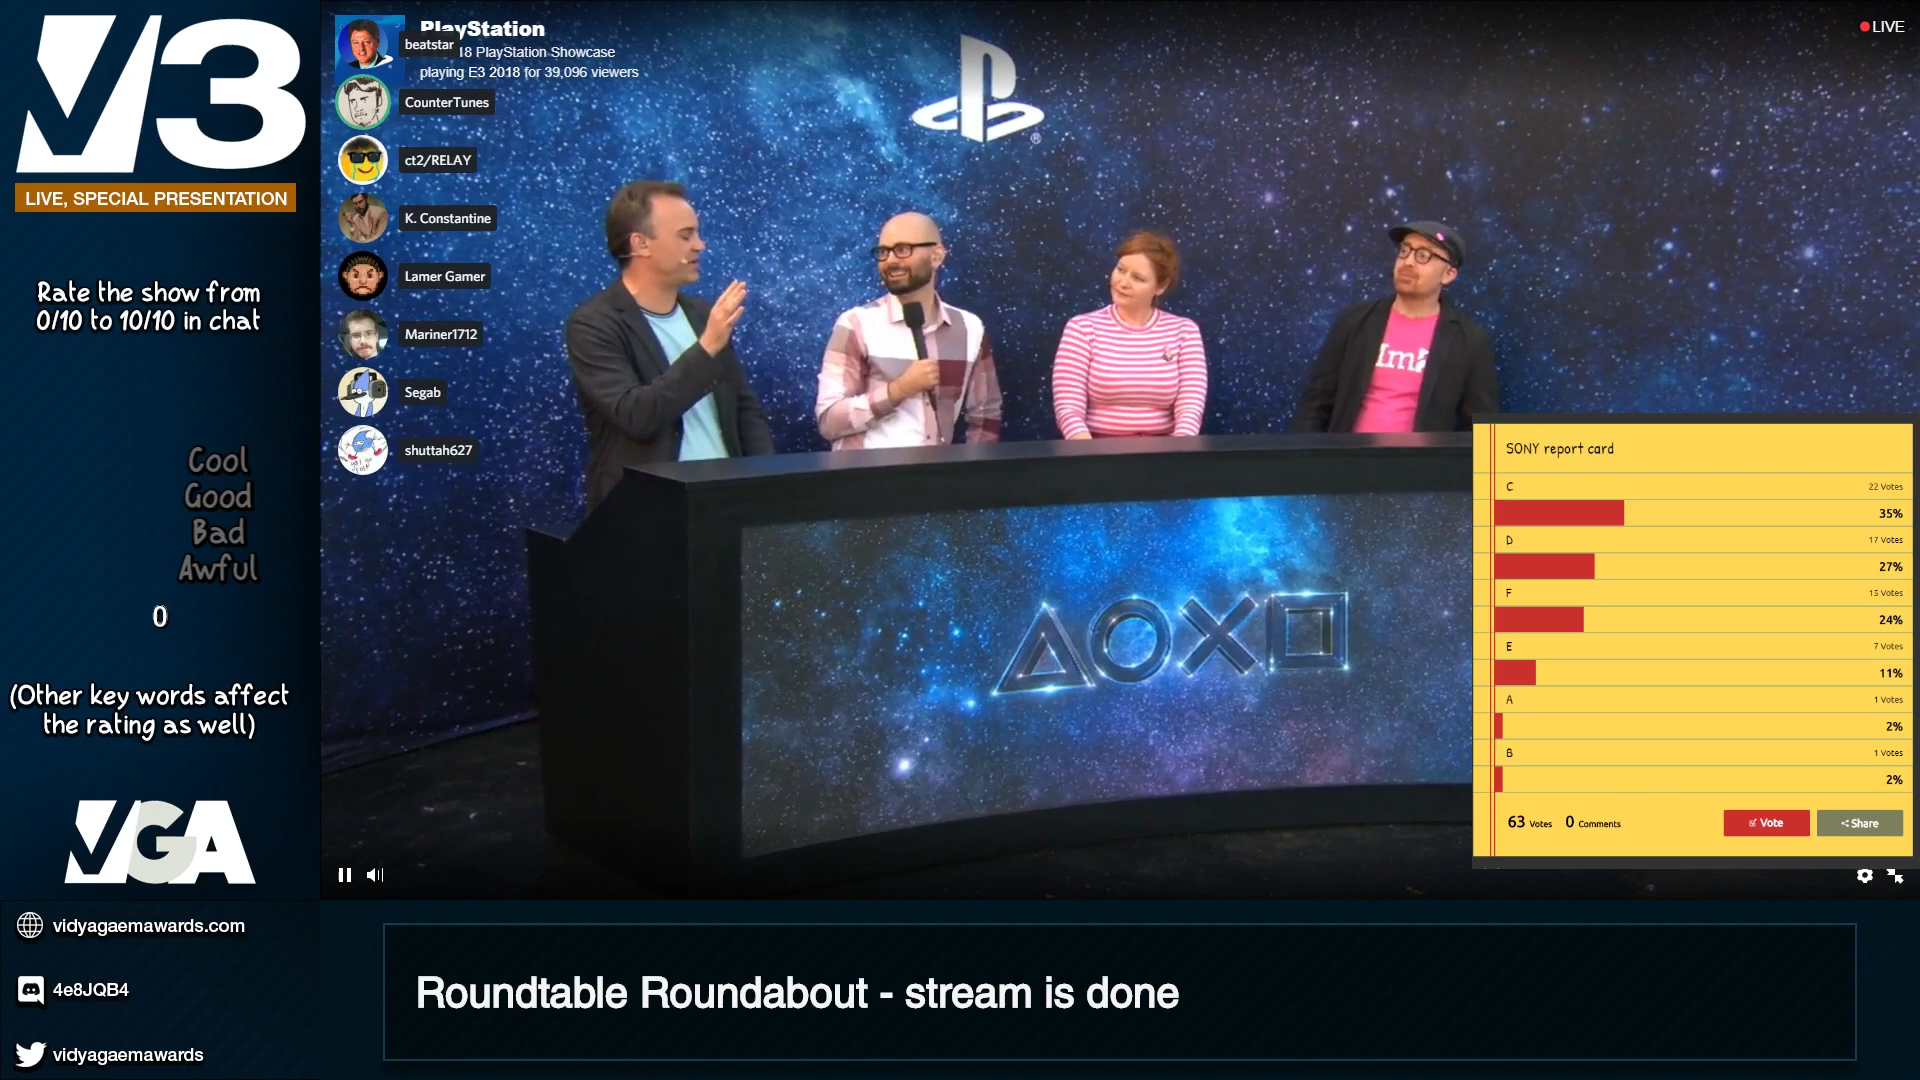 V3
LIVE, SPECIAL PRESENTATION
Rate the show from
0/10 to 10/10 in chat
Cool
Good
Bad
Awful
0
(Other key words affect
the rating as well)
VGA
vidyagaemawards.com
4e8JQB4
vidyagaemawards
PlayStation
18 PlayStation Showcase
playing E3 2018 for 39,096 viewers
beatstar
CounterTunes
ct2/RELAY
K. Constantine
Lamer Gamer
Mariner1712
Segab
shuttah627
LIVE
SONY report card
C 22 Votes
35%
D 17 Votes
27%
F 15 Votes
24%
E 7 Votes
11%
A 1 Votes
2%
B 1 Votes
2%
63 Votes 0 Comments Vote Share
Roundtable Roundabout - stream is done